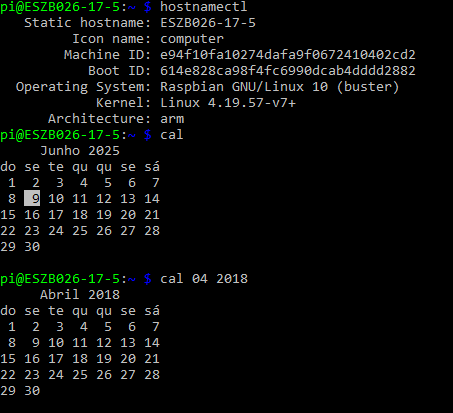 pi@ESZB026-17-5:~ $ hostnamectl
   Static hostname: ESZB026-17-5
         Icon name: computer
        Machine ID: e94f10fa10274dafa9f0672410402cd2
           Boot ID: 614e828ca98f4fc6990dcab4dddd2882
  Operating System: Raspbian GNU/Linux 10 (buster)
            Kernel: Linux 4.19.57-v7+
      Architecture: arm
pi@ESZB026-17-5:~ $ cal
     Junho 2025
do se te qu qu se sá
 1  2  3  4  5  6  7
 8  9 10 11 12 13 14
15 16 17 18 19 20 21
22 23 24 25 26 27 28
29 30
pi@ESZB026-17-5:~ $ cal 04 2018
     Abril 2018
do se te qu qu se sá
 1  2  3  4  5  6  7
 8  9 10 11 12 13 14
15 16 17 18 19 20 21
22 23 24 25 26 27 28
29 30